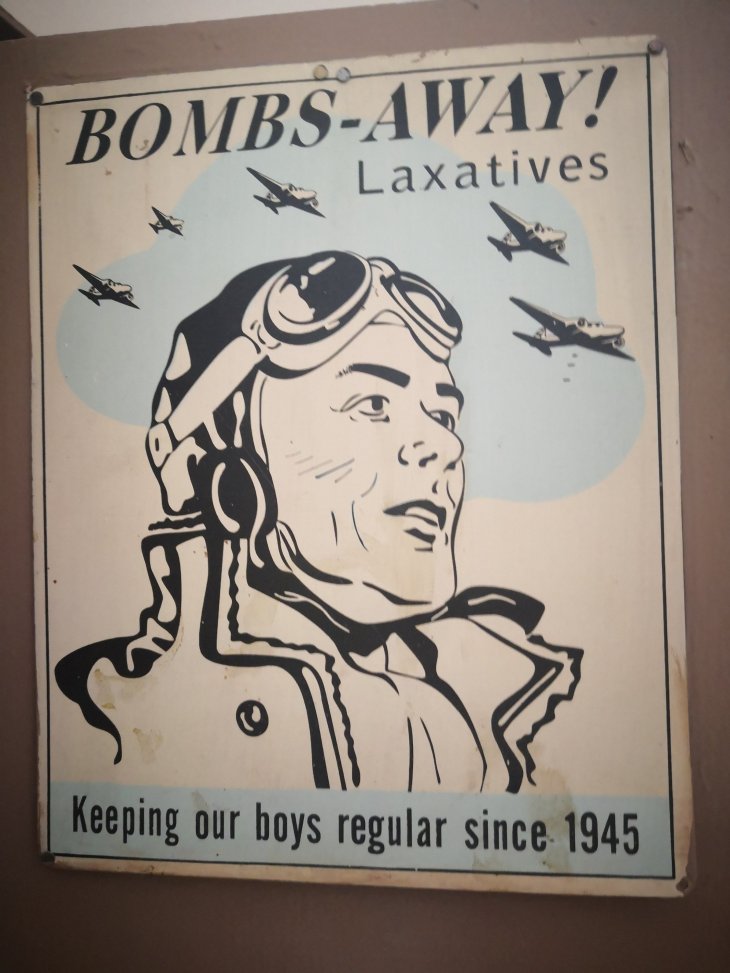 BOMBS-AWAY!
Laxatives
Keeping our boys regular since 1945